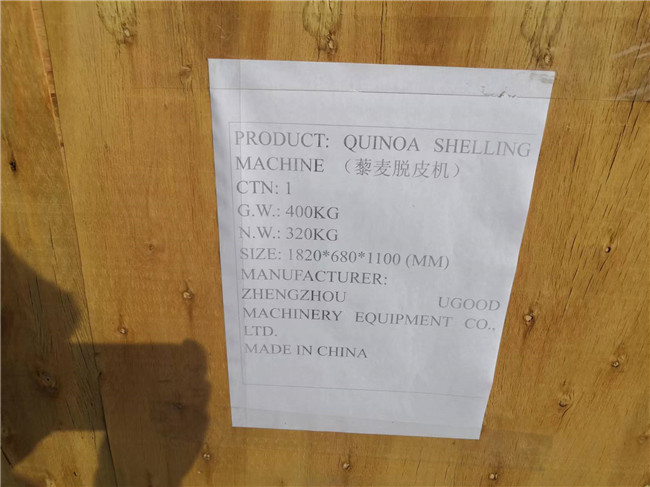 PRODUCT: QUINOA SHELLING
MACHINE （藜麦脱皮机）
CTN: 1
G.W.: 400KG
N.W.: 320KG
SIZE: 1820*680*1100 (MM)
MANUFACTURER:
ZHENGZHOU UGOOD
MACHINERY EQUIPMENT CO.,
LTD.
MADE IN CHINA